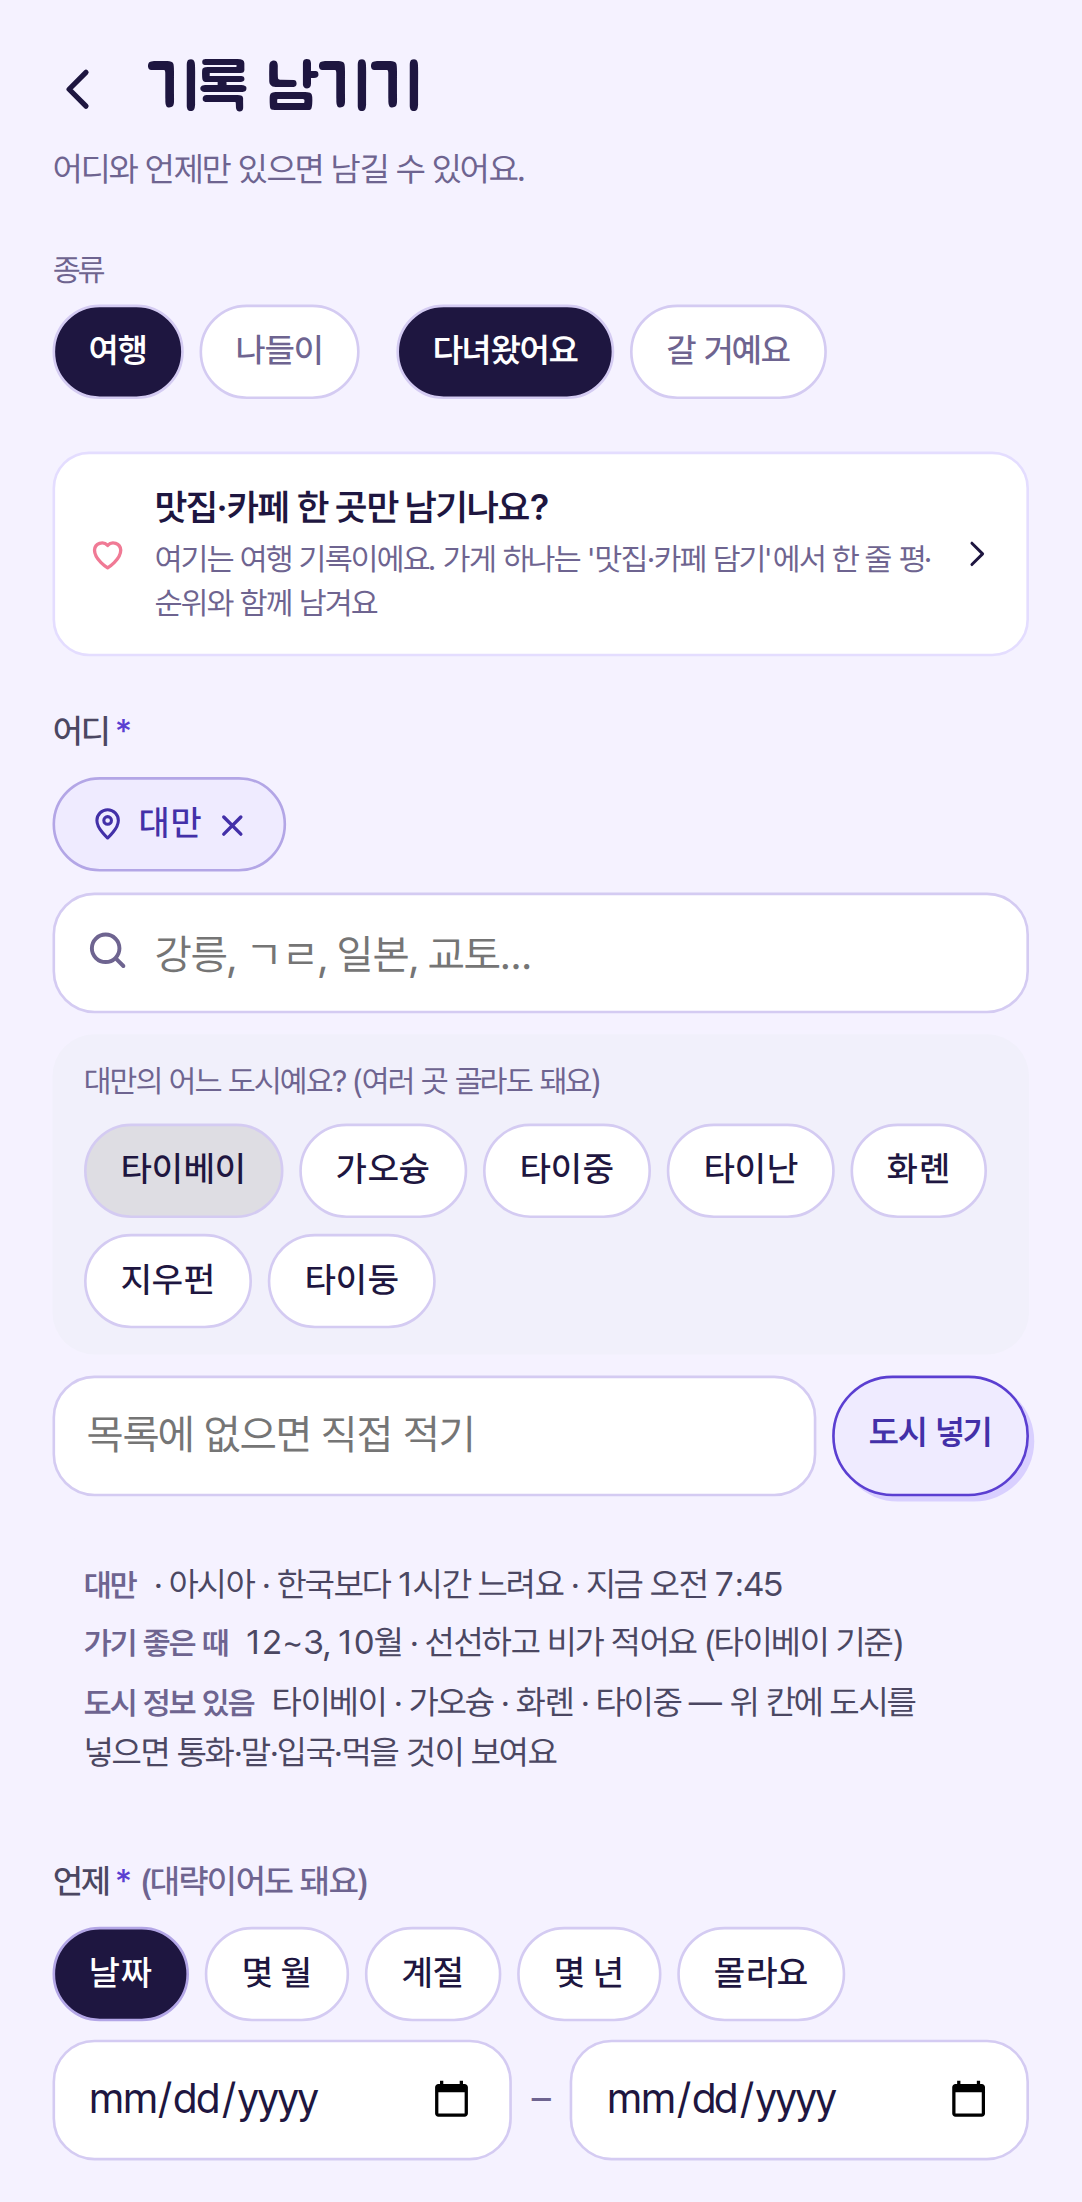 기록 남기기
어디와 언제만 있으면 남길 수 있어요.
종류
여행 나들이 다녀왔어요 갈 거예요
맛집·카페 한 곳만 남기나요?
여기는 여행 기록이에요. 가게 하나는 '맛집·카페 담기'에서 한 줄 평·
순위와 함께 남겨요
어디 *
대만
강릉, ㄱㄹ, 일본, 교토...
대만의 어느 도시예요? (여러 곳 골라도 돼요)
타이베이 가오슝 타이중 타이난 화롄
지우펀 타이둥
목록에 없으면 직접 적기 도시 넣기
대만 · 아시아 · 한국보다 1시간 느려요 · 지금 오전 7:45
가기 좋은 때 12~3, 10월 · 선선하고 비가 적어요 (타이베이 기준)
도시 정보 있음 타이베이 · 가오슝 · 화롄 · 타이중 — 위 칸에 도시를
넣으면 통화·말·입국·먹을 것이 보여요
언제 * (대략이어도 돼요)
날짜 몇 월 계절 몇 년 몰라요
mm/dd/yyyy – mm/dd/yyyy